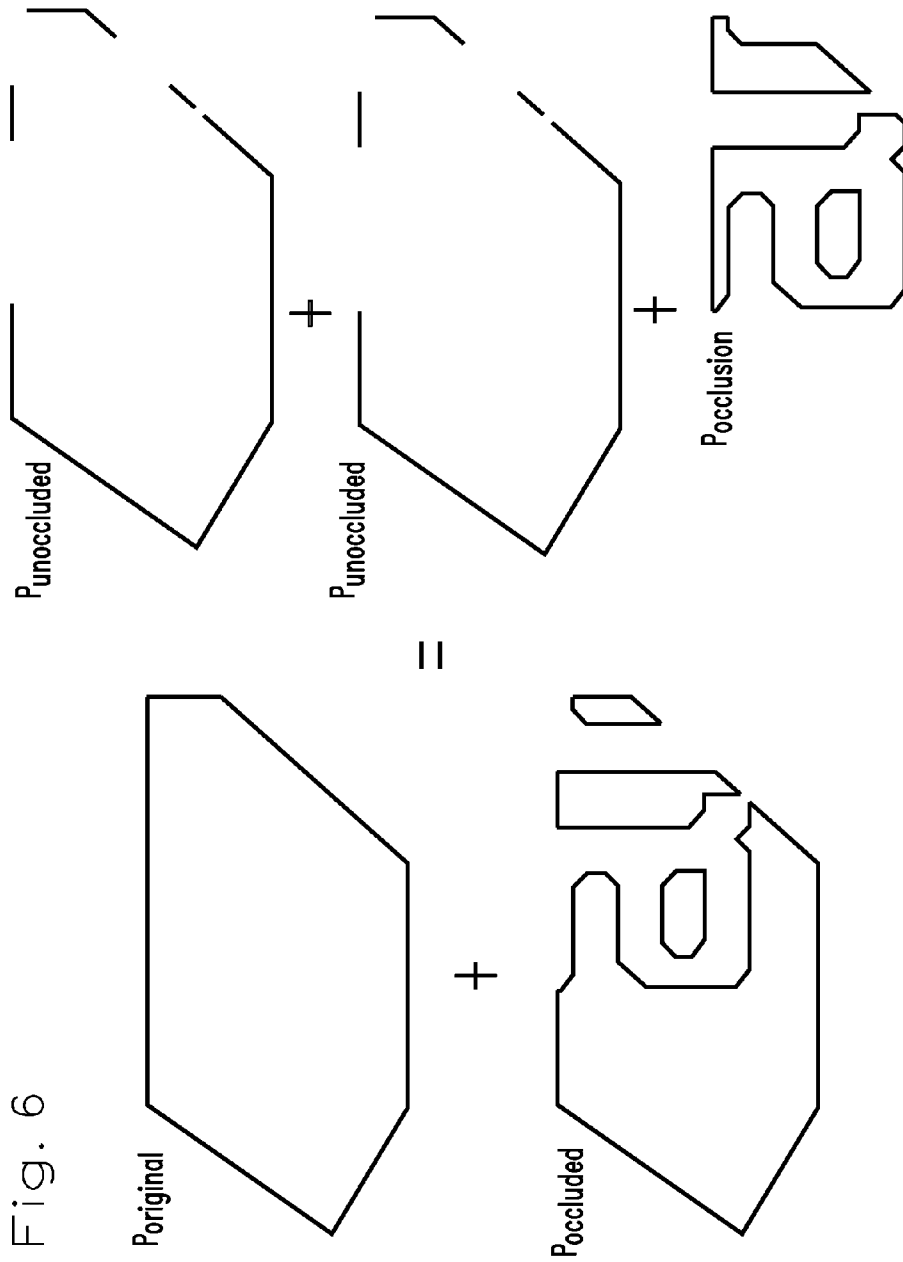 Fig. 6
Poriginal
+
Poccluded
=
Punoccluded
+
Punoccluded
+
Pocclusion